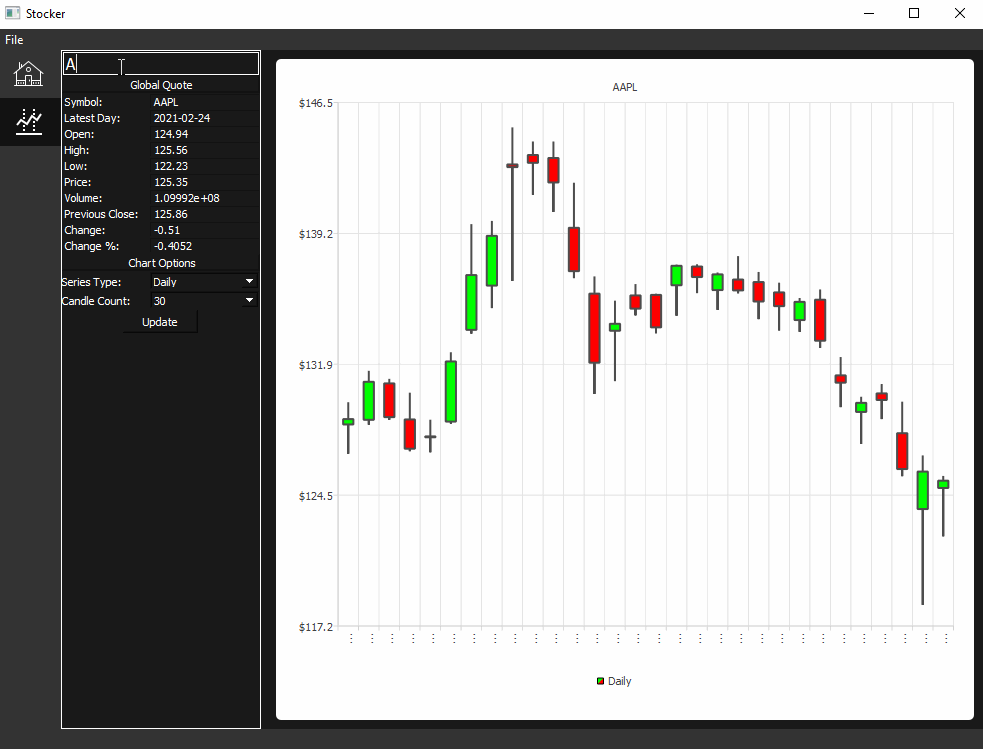 Stocker
File
A
Global Quote
Symbol: AAPL
Latest Day: 2021-02-24
Open: 124.94
High: 125.56
Low: 122.23
Price: 125.35
Volume: 1.09992e+08
Previous Close: 125.86
Change: -0.51
Change %: -0.4052
Chart Options
Series Type: Daily
Candle Count: 30
Update
AAPL
$146.5
$139.2
$131.9
$124.5
$117.2
Daily